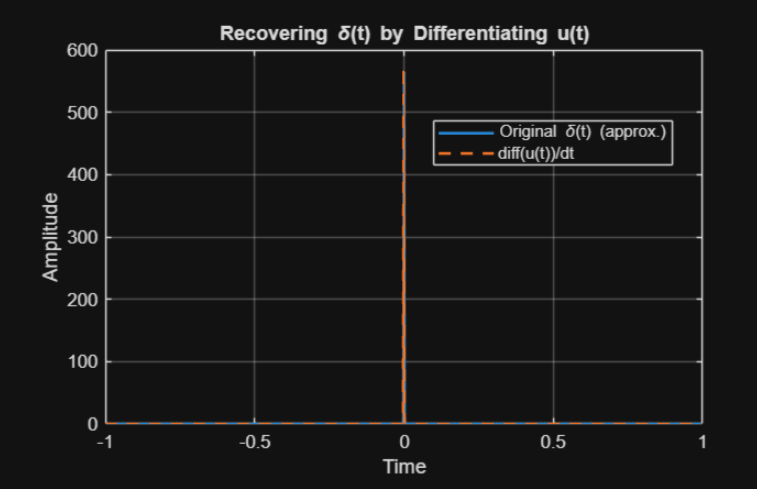 Recovering δ(t) by Differentiating u(t)
600
500
400
300
200
100
0
Amplitude
Original δ(t) (approx.)
diff(u(t))/dt
-1
-0.5
0
0.5
1
Time